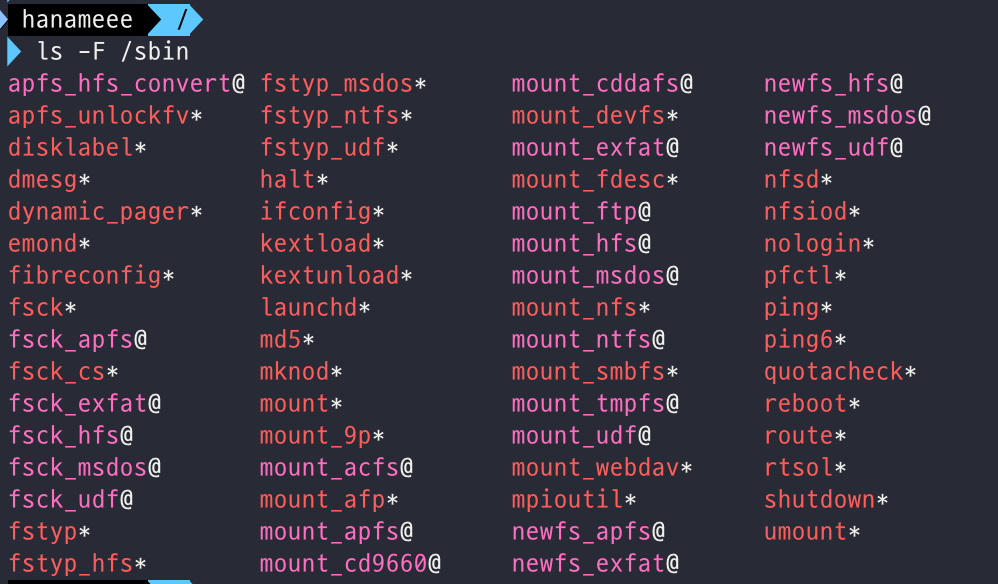 hanameee /
ls -F /sbin
apfs_hfs_convert@ fstyp_msdos* mount_cddafs@ newfs_hfs@
apfs_unlockfv* fstyp_ntfs* mount_devfs* newfs_msdos@
disklabel* fstyp_udf* mount_exfat@ newfs_udf@
dmesg* halt* mount_fdesc* nfsd*
dynamic_pager* ifconfig* mount_ftp@ nfsiod*
emond* kextload* mount_hfs@ nologin*
fibreconfig* kextunload* mount_msdos@ pfctl*
fsck* launchd* mount_nfs* ping*
fsck_apfs@ md5* mount_ntfs@ ping6*
fsck_cs* mknod* mount_smbfs* quotacheck*
fsck_exfat@ mount* mount_tmpfs@ reboot*
fsck_hfs@ mount_9p* mount_udf@ route*
fsck_msdos@ mount_acfs@ mount_webdav* rtsol*
fsck_udf@ mount_afp* mpioutil* shutdown*
fstyp* mount_apfs@ newfs_apfs@ umount*
fstyp_hfs* mount_cd9660@ newfs_exfat@